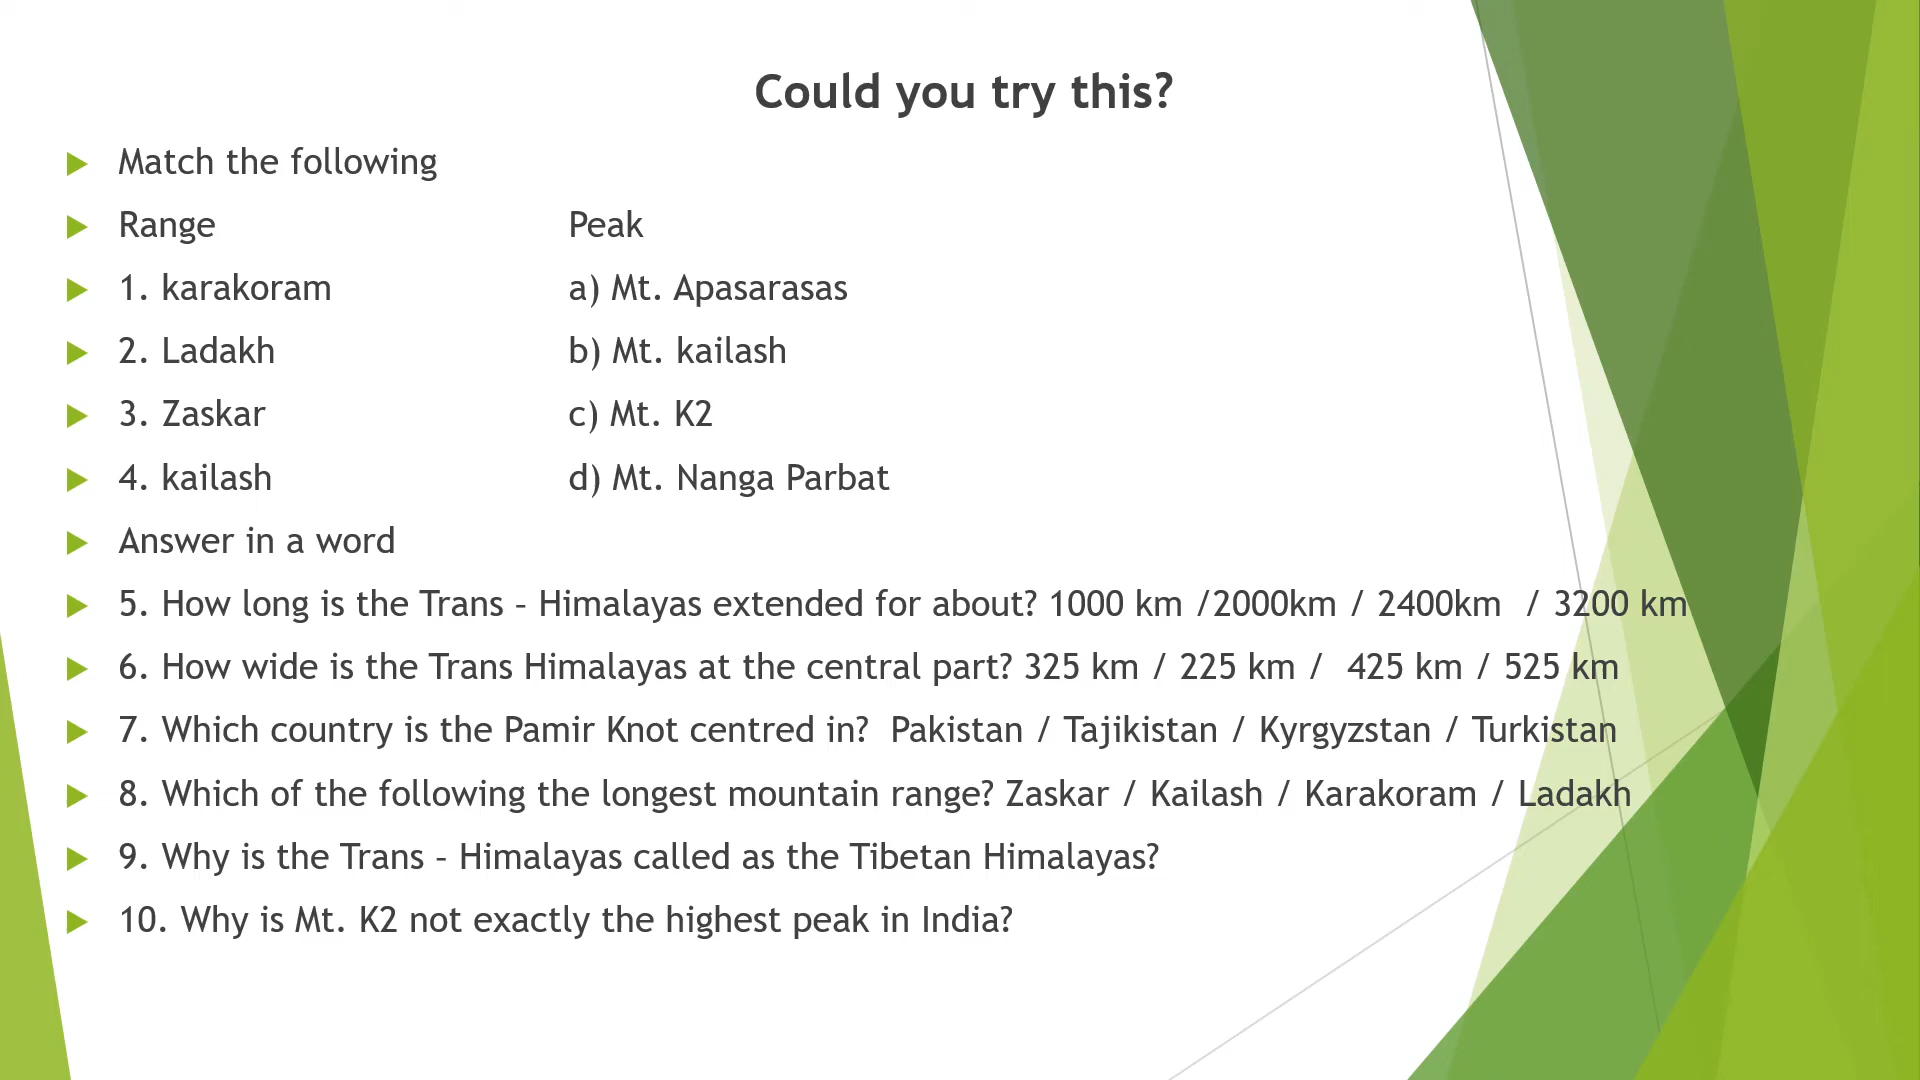 Could you try this?
Match the following
Range Peak
1. karakoram a) Mt. Apasarasas
2. Ladakh b) Mt. kailash
3. Zaskar c) Mt. K2
4. kailash d) Mt. Nanga Parbat
Answer in a word
5. How long is the Trans – Himalayas extended for about? 1000 km /2000km / 2400km / 3200 km
6. How wide is the Trans Himalayas at the central part? 325 km / 225 km / 425 km / 525 km
7. Which country is the Pamir Knot centred in? Pakistan / Tajikistan / Kyrgyzstan / Turkistan
8. Which of the following the longest mountain range? Zaskar / Kailash / Karakoram / Ladakh
9. Why is the Trans – Himalayas called as the Tibetan Himalayas?
10. Why is Mt. K2 not exactly the highest peak in India?